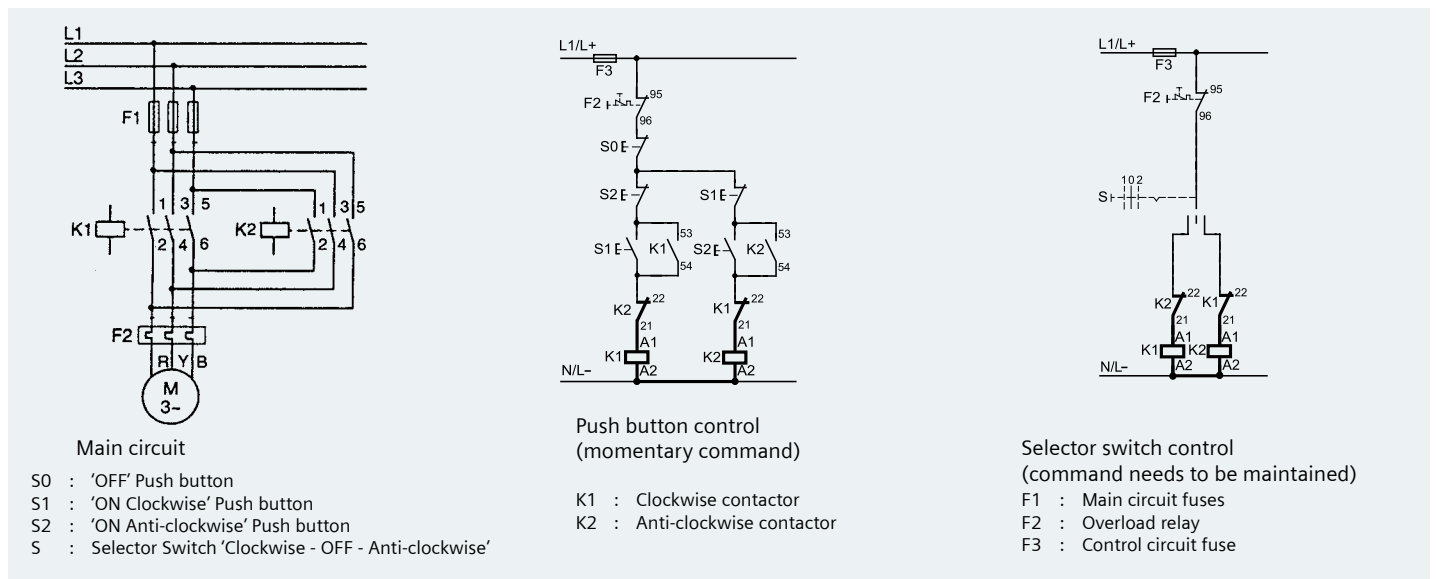 L1
L2
L3
F1
1 3 5
K1
2 4 6
1 3 5
K2
2 4 6
F2
R Y B
M
3~
Main circuit
S0 : ‘OFF’ Push button
S1 : ‘ON Clockwise’ Push button
S2 : ‘ON Anti-clockwise’ Push button
S : Selector Switch ‘Clockwise - OFF - Anti-clockwise’
L1/L+
F3
F2 95
96
S0
S2 S1
53 53
S1 K1 S2 K2
54 54
K2 22 K1 22
21 21
A1 A1
K1 K2
A2 A2
N/L–
Push button control
(momentary command)
K1 : Clockwise contactor
K2 : Anti-clockwise contactor
L1/L+
F3
F2 95
96
1 0 2
S
K2 22 K1 22
21 21
A1 A1
K1 K2
A2 A2
N/L–
Selector switch control
(command needs to be maintained)
F1 : Main circuit fuses
F2 : Overload relay
F3 : Control circuit fuse